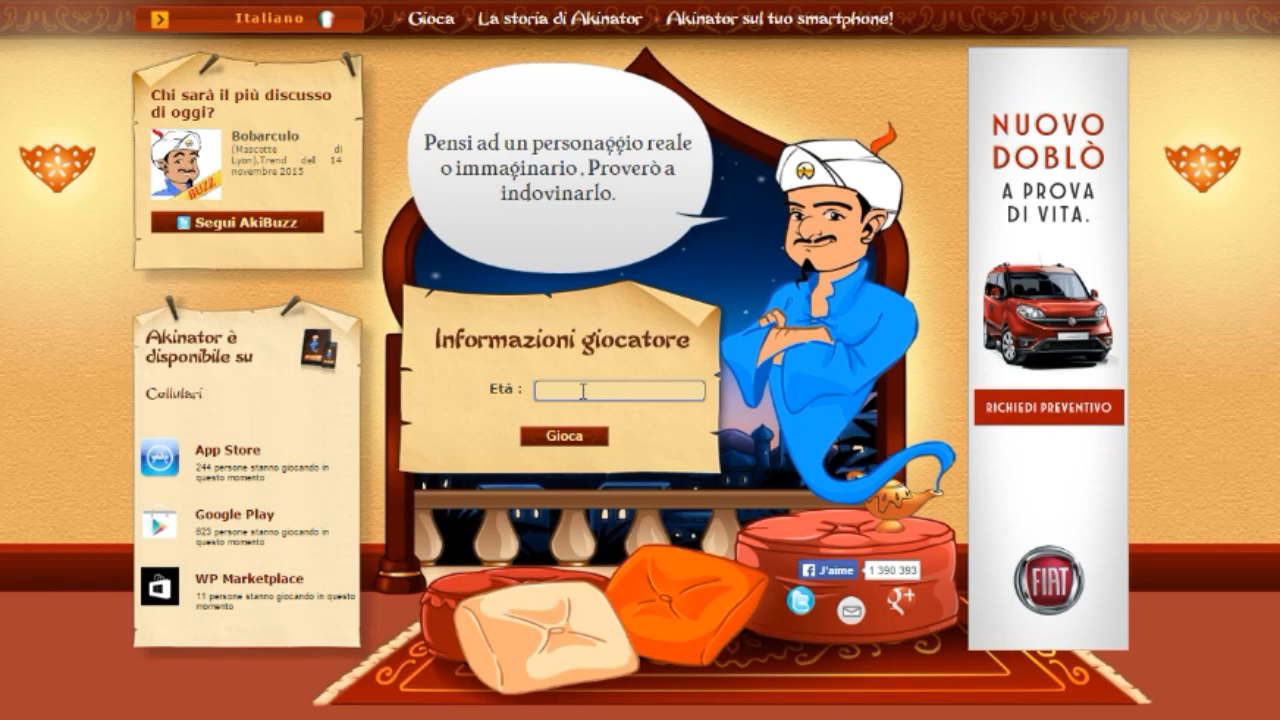 Italiano
Gioca
La storia di Akinator
Akinator sul tuo smartphone!
Chi sarà il più discusso
di oggi?
Bobarculo
(Mascotte di
Lyon),Trend del 14
novembre 2015
BUZZ
Segui AkiBuzz
Pensi ad un personaggio reale
o immaginario . Proverò a
indovinarlo.
Informazioni giocatore
Età :
Gioca
Akinator è
disponibile su
Cellulari
App Store
244 persone stanno giocando in
questo momento
Google Play
823 persone stanno giocando in
questo momento
WP Marketplace
11 persone stanno giocando in questo
momento
J'aime
1 390 393
NUOVO
DOBLÒ
A PROVA
DI VITA.
RICHIEDI PREVENTIVO
FIAT